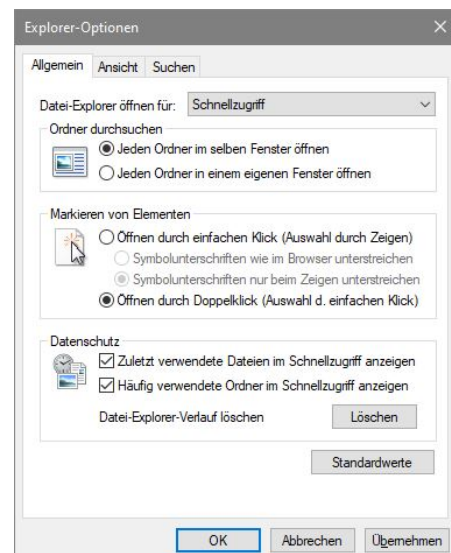 Explorer-Optionen
Allgemein Ansicht Suchen
Datei-Explorer öffnen für: Schnellzugriff
Ordner durchsuchen
Jeden Ordner im selben Fenster öffnen
Jeden Ordner in einem eigenen Fenster öffnen
Markieren von Elementen
Öffnen durch einfachen Klick (Auswahl durch Zeigen)
Symbolunterschriften wie im Browser unterstreichen
Symbolunterschriften nur beim Zeigen unterstreichen
Öffnen durch Doppelklick (Auswahl d. einfachen Klick)
Datenschutz
Zuletzt verwendete Dateien im Schnellzugriff anzeigen
Häufig verwendete Ordner im Schnellzugriff anzeigen
Datei-Explorer-Verlauf löschen Löschen
Standardwerte
OK Abbrechen Übernehmen